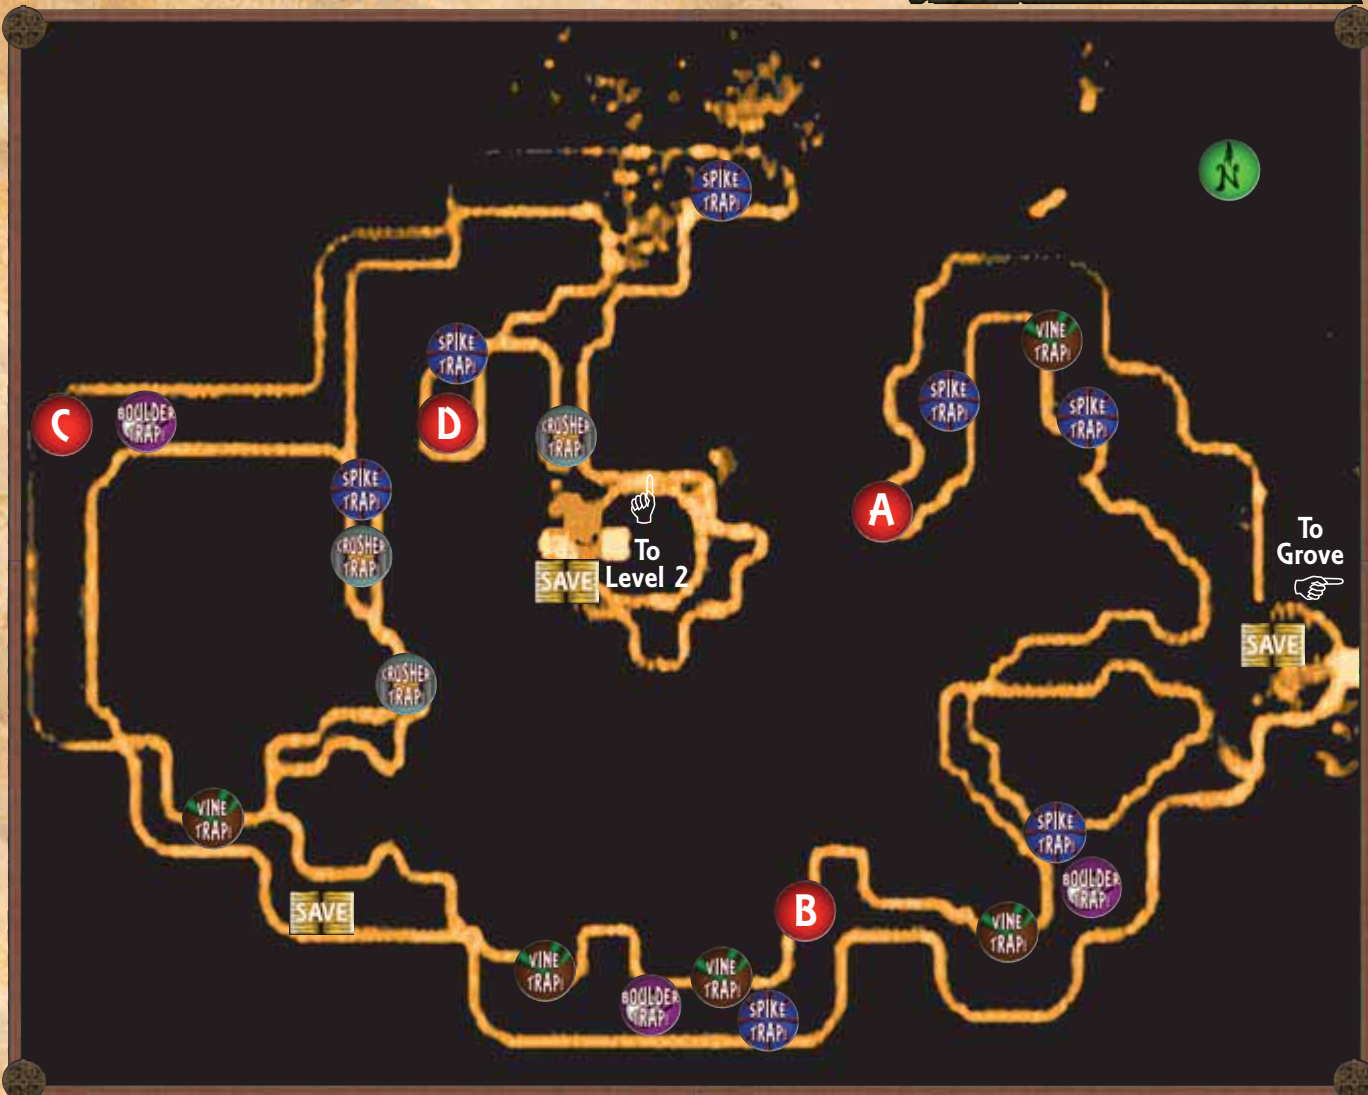 SPIKE
TRAP!
N
SPIKE
TRAP!
VINE
TRAP!
C
BOULDER
TRAP!
D
CRUSHER
TRAP!
SPIKE
TRAP!
SPIKE
TRAP!
SPIKE
TRAP!
A
CRUSHER
TRAP!
To
Level 2
SAVE
To
Grove
SAVE
CRUSHER
TRAP!
VINE
TRAP!
SPIKE
TRAP!
BOULDER
TRAP!
SAVE
B
VINE
TRAP!
VINE
TRAP!
VINE
TRAP!
BOULDER
TRAP!
SPIKE
TRAP!